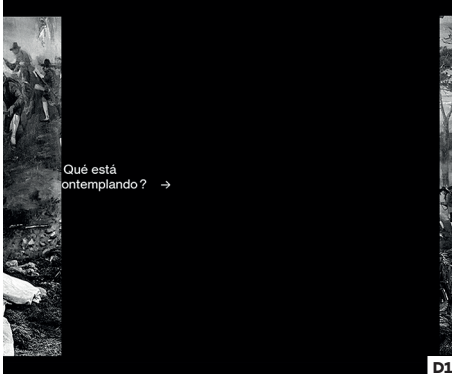 Qué está
ontemplando? →
D1